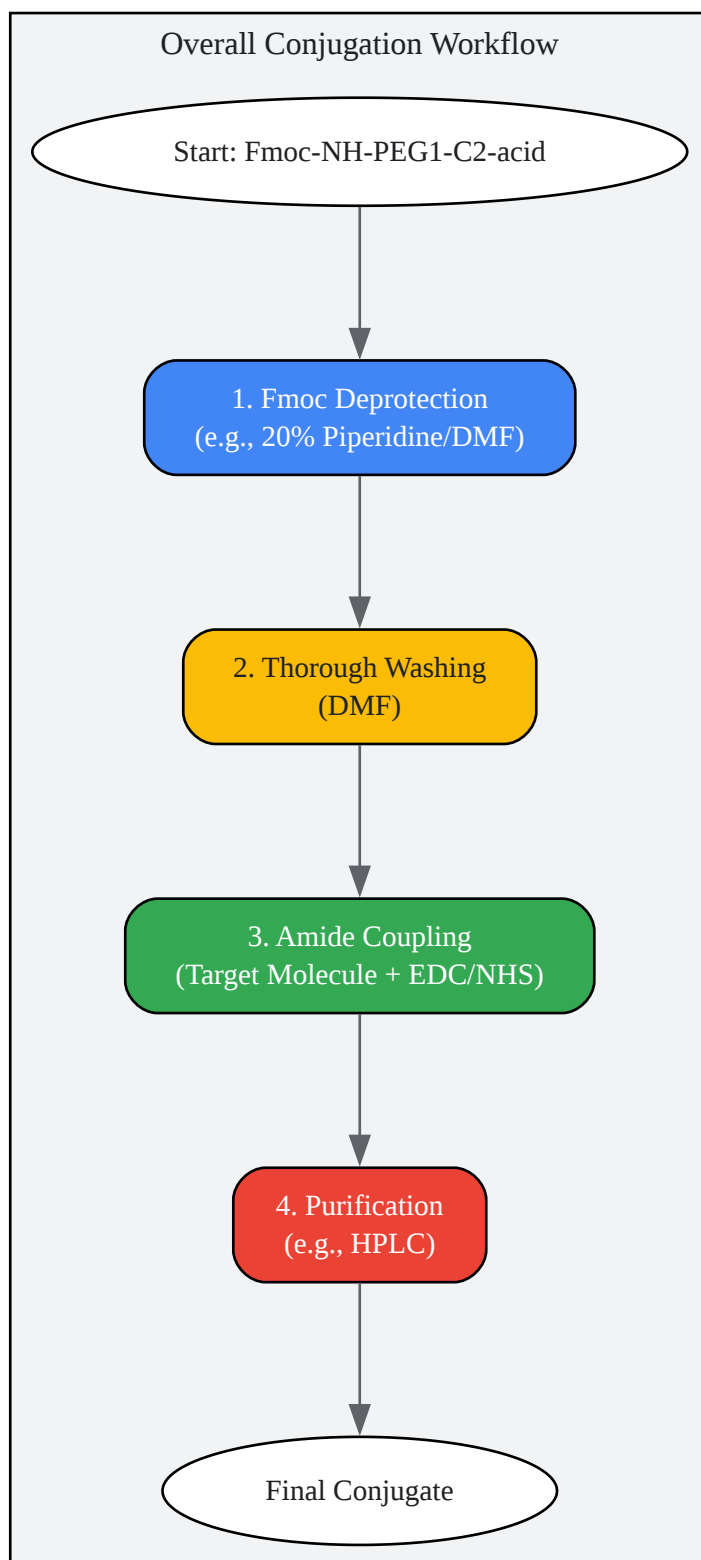 Overall Conjugation Workflow
Start: Fmoc-NH-PEG1-C2-acid
1. Fmoc Deprotection
(e.g., 20% Piperidine/DMF)
2. Thorough Washing
(DMF)
3. Amide Coupling
(Target Molecule + EDC/NHS)
4. Purification
(e.g., HPLC)
Final Conjugate